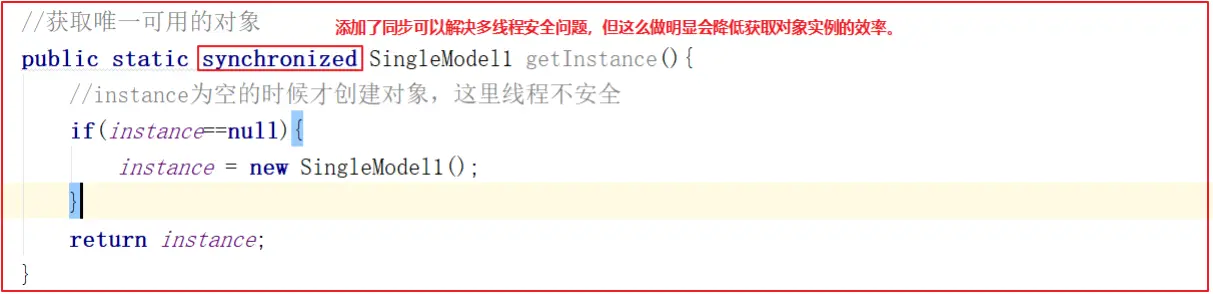 //获取唯一可用的对象
添加了同步可以解决多线程安全问题，但这么做明显会降低获取对象实例的效率。
public static synchronized SingleModel1 getInstance(){
//instance为空的时候才创建对象，这里线程不安全
if(instance==null){
instance = new SingleModel1();
}
return instance;
}